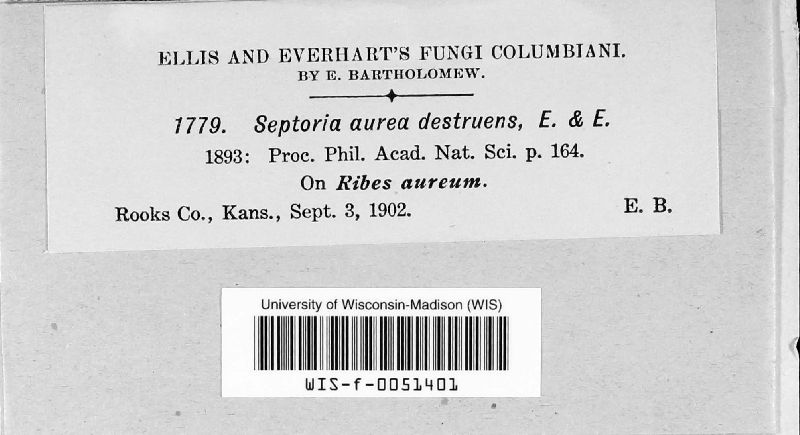 ELLIS AND EVERHART'S FUNGI COLUMBIANI.
BY E. BARTHOLOMEW.
1779. Septoria aurea destruens, E. & E.
1893: Proc. Phil. Acad. Nat. Sci. p. 164.
On Ribes aureum.
Rooks Co., Kans., Sept. 3, 1902. E. B.
University of Wisconsin-Madison (WIS)
WIS-f-0051401